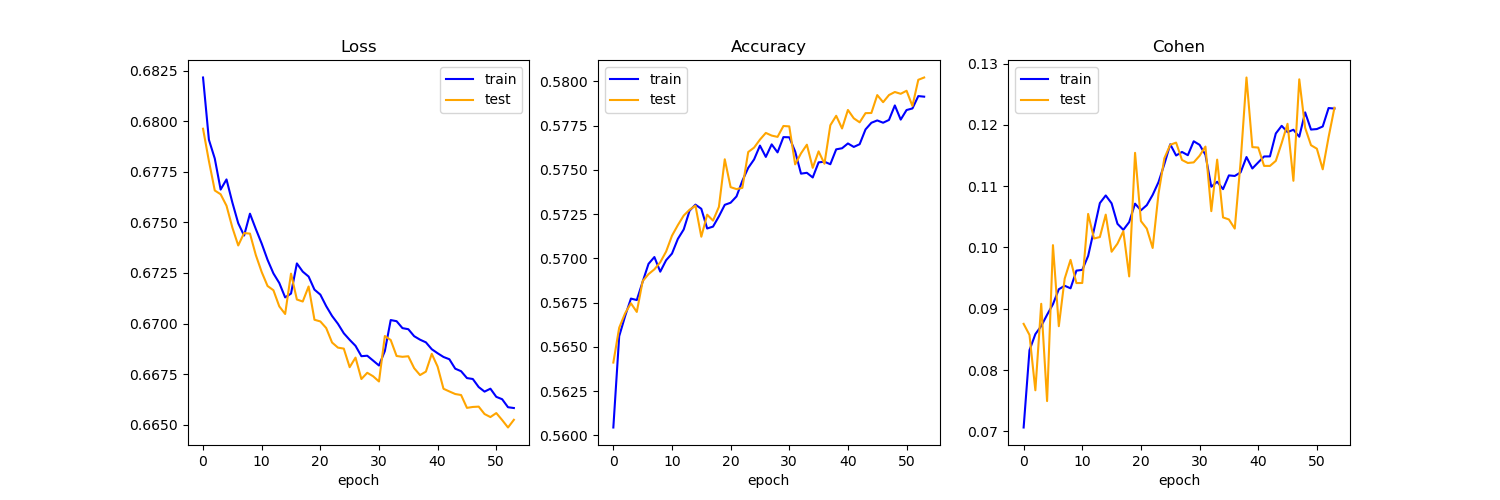 Loss
0.6825
0.6800
0.6775
0.6750
0.6725
0.6700
0.6675
0.6650
train
test
0 10 20 30 40 50
epoch
Accuracy
0.5800
0.5775
0.5750
0.5725
0.5700
0.5675
0.5650
0.5625
0.5600
train
test
0 10 20 30 40 50
epoch
Cohen
0.13
0.12
0.11
0.10
0.09
0.08
0.07
train
test
0 10 20 30 40 50
epoch